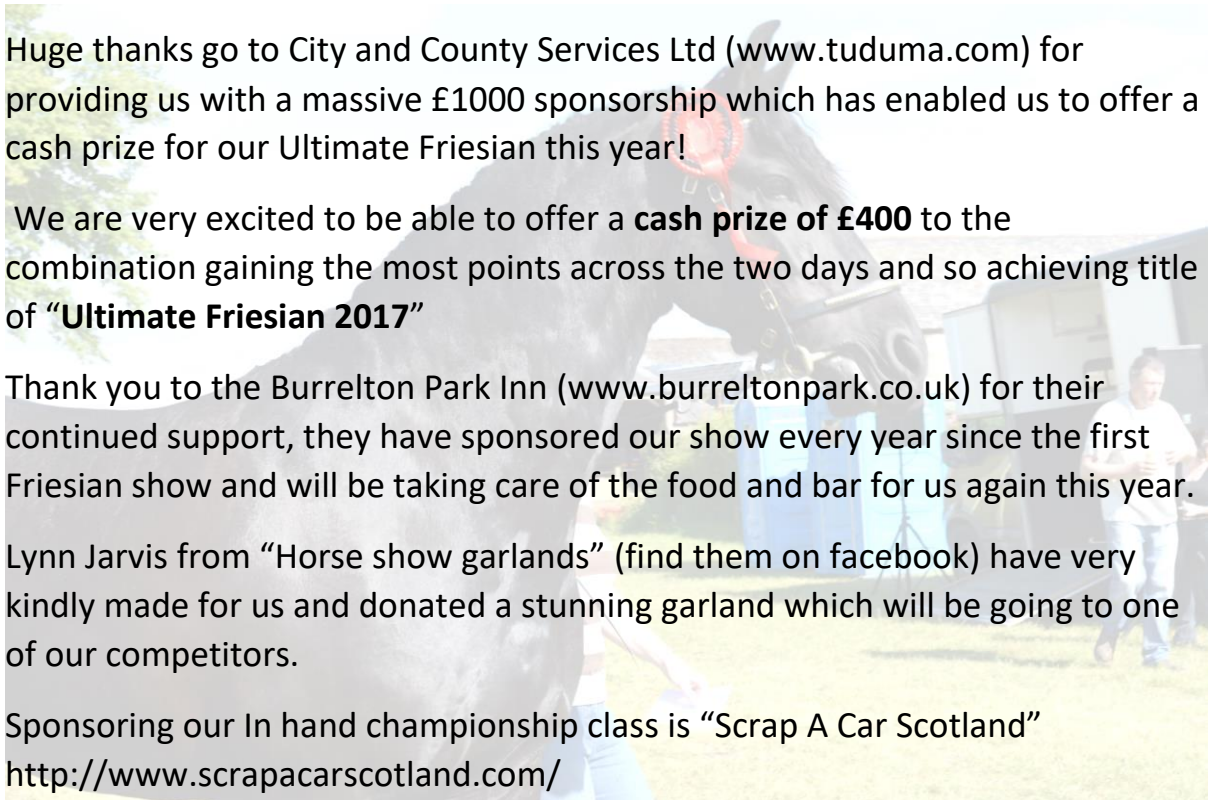 Huge thanks go to City and County Services Ltd (www.tuduma.com) for
providing us with a massive £1000 sponsorship which has enabled us to offer a
cash prize for our Ultimate Friesian this year!
We are very excited to be able to offer a cash prize of £400 to the
combination gaining the most points across the two days and so achieving title
of “Ultimate Friesian 2017”
Thank you to the Burrelton Park Inn (www.burreltonpark.co.uk) for their
continued support, they have sponsored our show every year since the first
Friesian show and will be taking care of the food and bar for us again this year.
Lynn Jarvis from “Horse show garlands” (find them on facebook) have very
kindly made for us and donated a stunning garland which will be going to one
of our competitors.
Sponsoring our In hand championship class is “Scrap A Car Scotland”
http://www.scrapacarscotland.com/